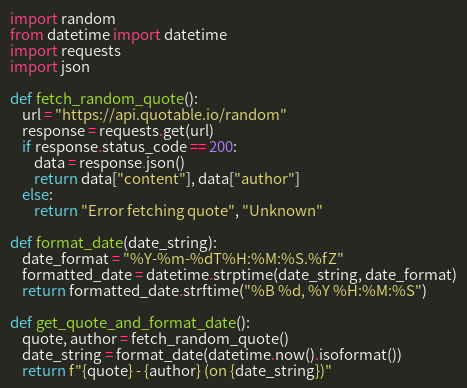 import random
from datetime import datetime
import requests
import json

def fetch_random_quote():
    url = "https://api.quotable.io/random"
    response = requests.get(url)
    if response.status_code == 200:
        data = response.json()
        return data["content"], data["author"]
    else:
        return "Error fetching quote", "Unknown"

def format_date(date_string):
    date_format = "%Y-%m-%dT%H:%M:%S.%fZ"
    formatted_date = datetime.strptime(date_string, date_format)
    return formatted_date.strftime("%B %d, %Y %H:%M:%S")

def get_quote_and_format_date():
    quote, author = fetch_random_quote()
    date_string = format_date(datetime.now().isoformat())
    return f"{quote} - {author} (on {date_string})"